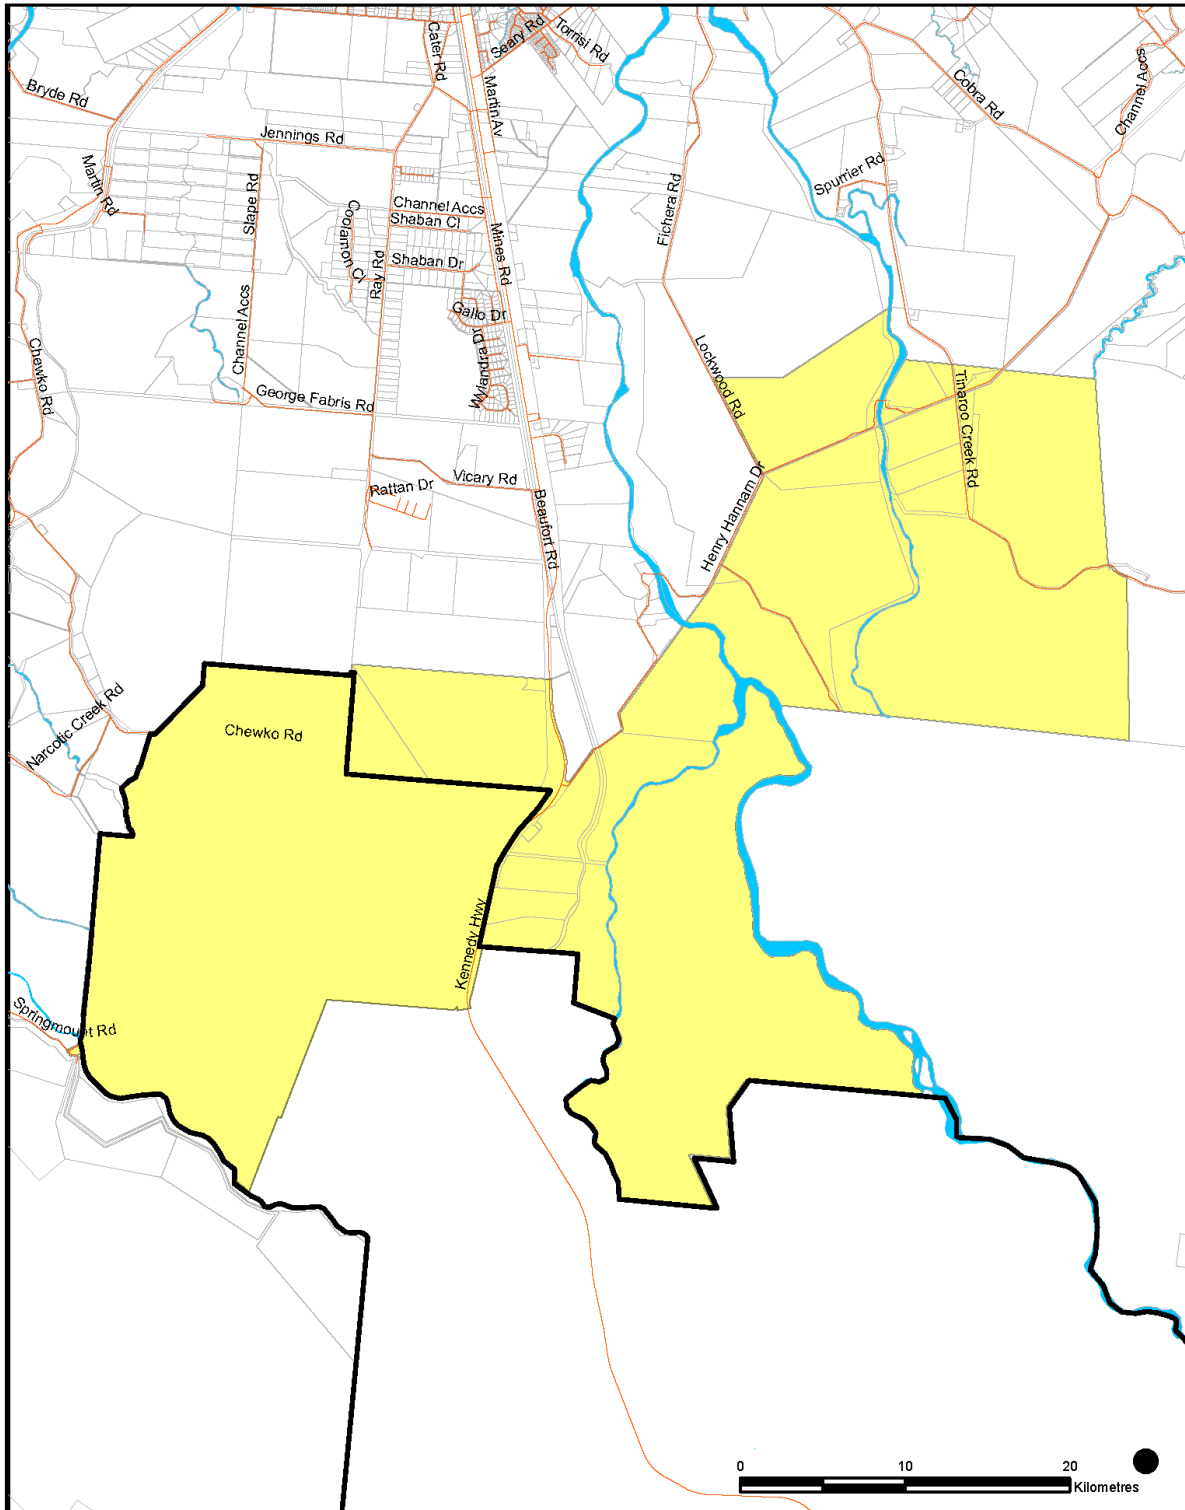 Cater Rd
Seary Rd
Torrisi Rd
Bryde Rd
Martin Av
Cobra Rd
Channel Accs
Jennings Rd
Martin Rd
Slape Rd
Spurrier Rd
Fichera Rd
Channel Accs
Shaban Cl
Coolamon Cl
Mines Rd
Ray Rd
Shaban Dr
Channel Accs
Gallo Dr
Wylandra Dr
Chewko Rd
Lockwood Rd
George Fabris Rd
Tinaroo Creek Rd
Vicary Rd
Rattan Dr
Beaufort Rd
Henry Hannam Dr
Narcotic Creek Rd
Chewko Rd
Kennedy Hwy
Springmount Rd
0 10 20
Kilometres